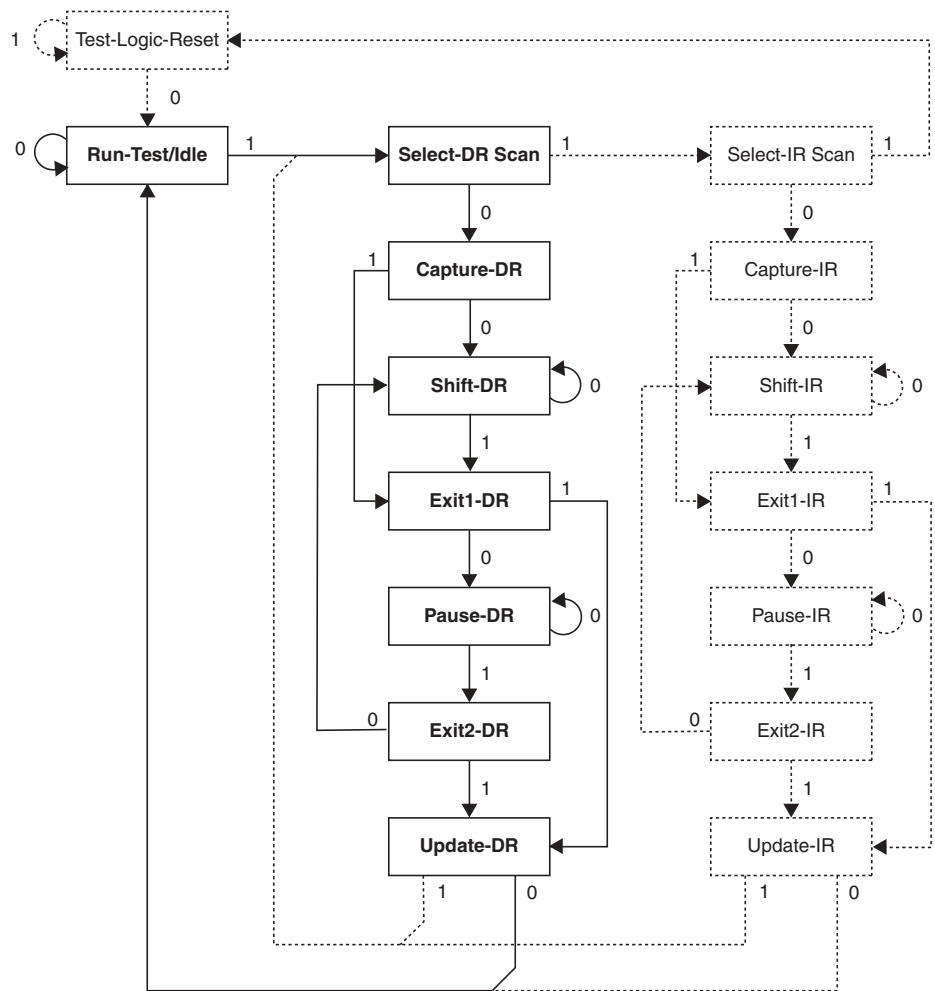 1
Test-Logic-Reset
0
0
Run-Test/Idle
1
Select-DR Scan
1
Select-IR Scan
1
0
0
1
Capture-DR
1
Capture-IR
0
0
Shift-DR
0
Shift-IR
0
1
1
Exit1-DR
1
Exit1-IR
1
0
0
Pause-DR
0
Pause-IR
0
1
1
0
Exit2-DR
0
Exit2-IR
1
1
Update-DR
Update-IR
1
0
1
0